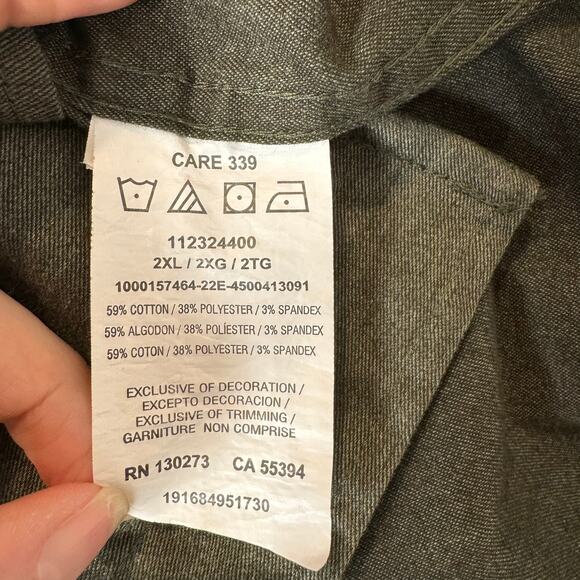 CARE 339
112324400
2XL / 2XG / 2TG
1000157464-22E-4500413091
59% COTTON / 38% POLYESTER / 3% SPANDEX
59% ALGODON / 38% POLÍESTER / 3% SPANDEX
59% COTON / 38% POLYESTER / 3% SPANDEX
EXCLUSIVE OF DECORATION /
EXCEPTO DECORACION /
EXCLUSIVE OF TRIMMING /
GARNITURE NON COMPRISE
RN 130273 CA 55394
191684951730